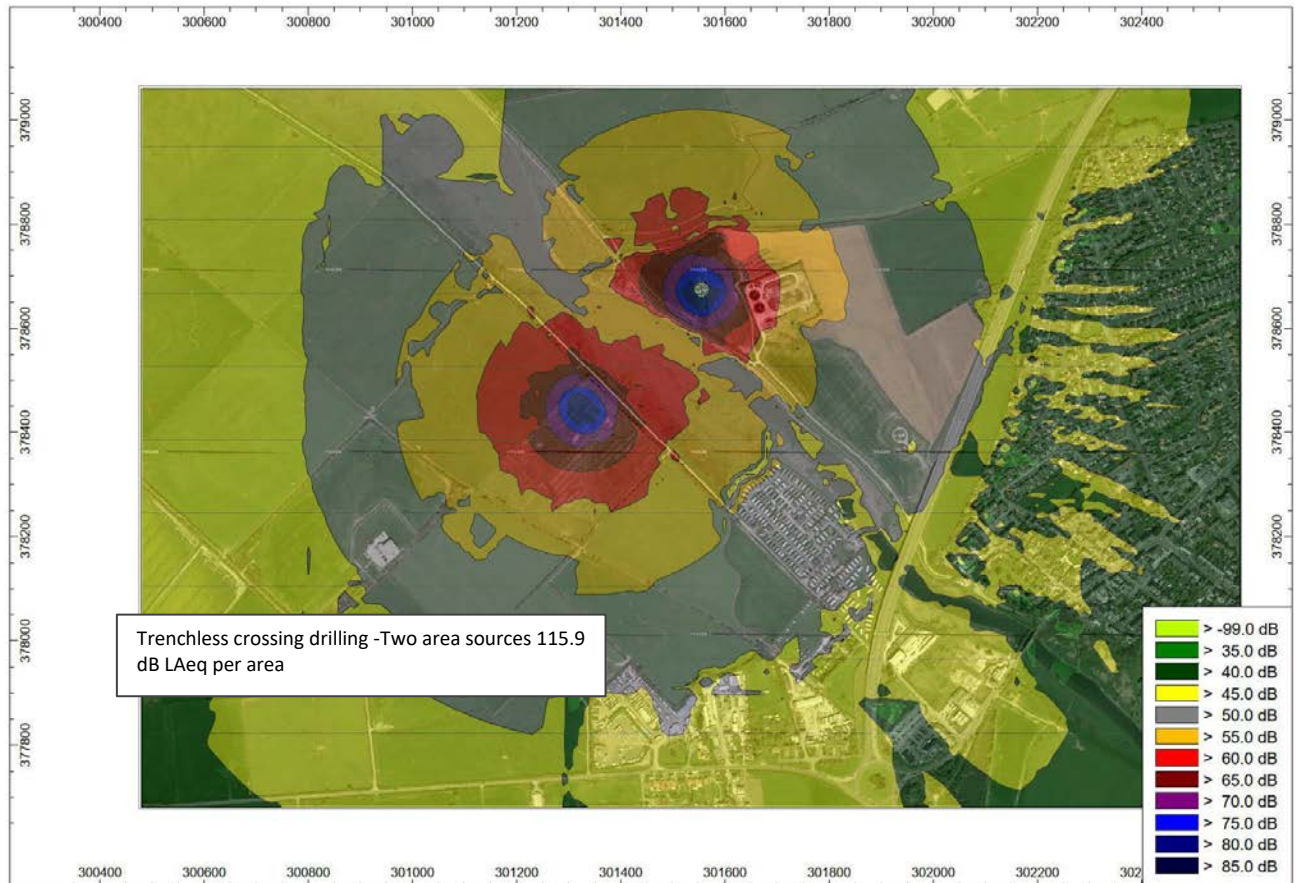 300400 300600 300800 301000 301200 301400 301600 301800 302000 302200 302400
379000
379000
378800
378800
378600
378600
378400
378400
378200
378200
378000
378000
377800
377800
Trenchless crossing drilling -Two area sources 115.9
dB LAeq per area
> -99.0 dB
> 35.0 dB
> 40.0 dB
> 45.0 dB
> 50.0 dB
> 55.0 dB
> 60.0 dB
> 65.0 dB
> 70.0 dB
> 75.0 dB
> 80.0 dB
> 85.0 dB
300400 300600 300800 301000 301200 301400 301600 301800 302000 302200 3024